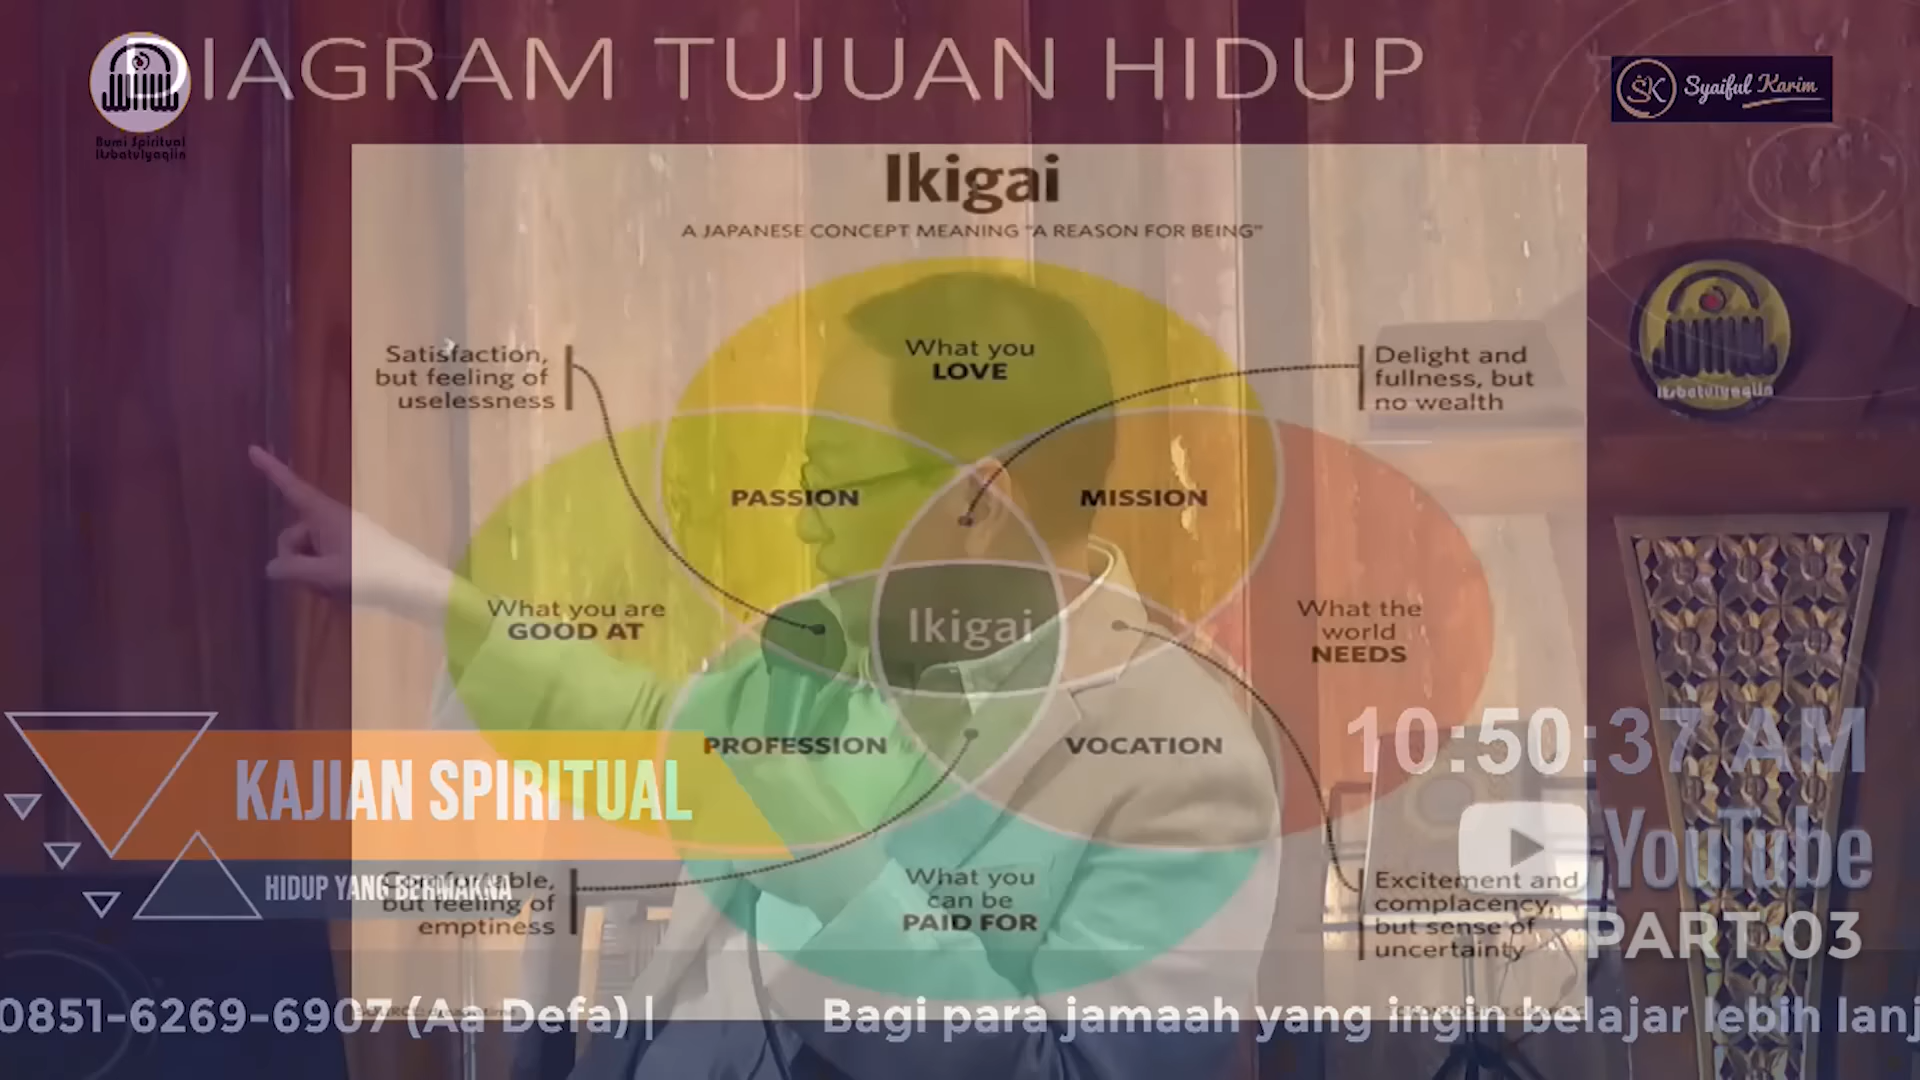 DIAGRAM TUJUAN HIDUP
Bumi Spiritual
Itsbatulyaqiin
SK Syaiful Karim
Ikigai
A JAPANESE CONCEPT MEANING "A REASON FOR BEING"
Satisfaction,
but feeling of
uselessness
What you
LOVE
Delight and
fullness, but
no wealth
itsbatulyaqiin
PASSION
MISSION
What you are
GOOD AT
Ikigai
What the
world
NEEDS
PROFESSION
VOCATION
10:50:37 AM
KAJIAN SPIRITUAL
YouTube
HIDUP YANG BERMAKNA
Comfortable,
but feeling of
emptiness
What you
can be
PAID FOR
Excitement and
complacency,
but sense of
uncertainty
PART 03
0851-6269-6907 (Aa Defa) | Bagi para jamaah yang ingin belajar lebih lanj